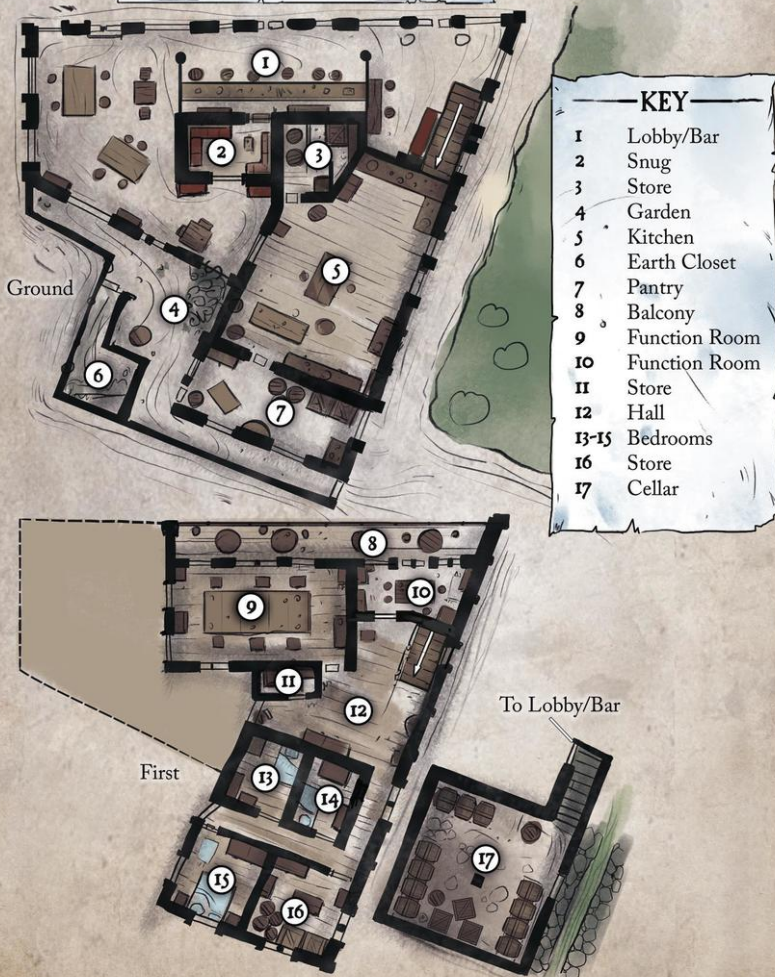 KEY
1 Lobby/Bar
2 Snug
3 Store
4 Garden
5 Kitchen
6 Earth Closet
7 Pantry
8 Balcony
9 Function Room
10 Function Room
11 Store
12 Hall
13-15 Bedrooms
16 Store
17 Cellar
1
2
3
5
Ground
4
6
7
8
10
9
11
12
To Lobby/Bar
First
13
14
17
15
16